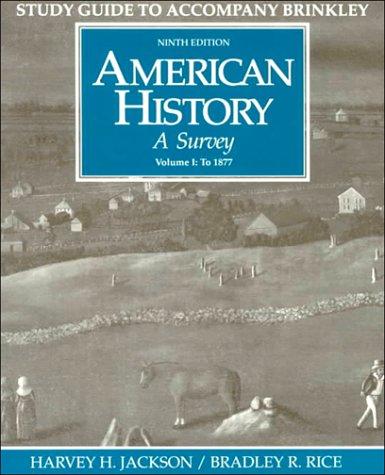 STUDY GUIDE TO ACCOMPANY BRINKLEY
NINTH EDITION
AMERICAN
HISTORY
A Survey
Volume I: To 1877
HARVEY H. JACKSON / BRADLEY R. RICE